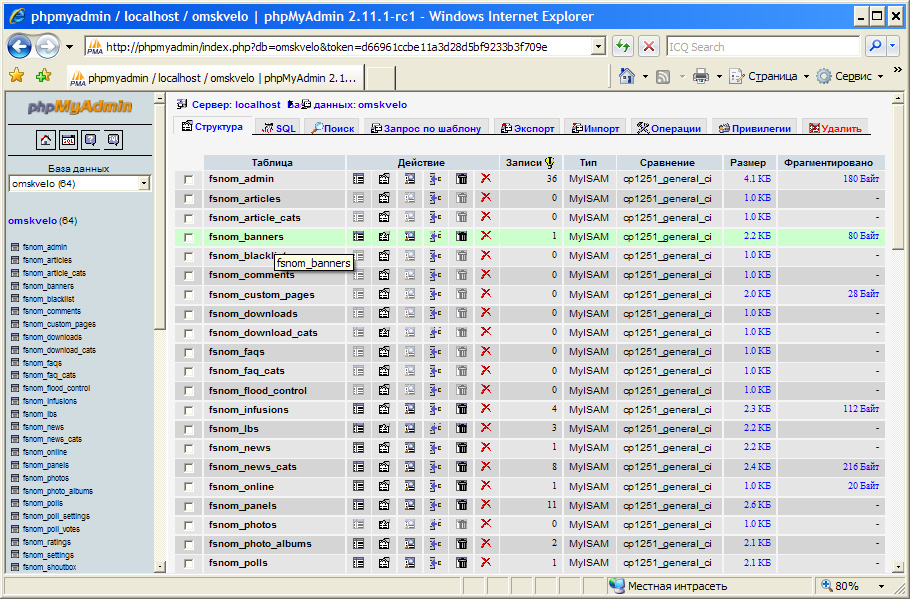 phpmyadmin / localhost / omskvelo | phpMyAdmin 2.11.1-rc1 - Windows Internet Explorer
http://phpmyadmin/index.php?db=omskvelo&token=d66961ccbe11a3d28d5bf9233b3f709e
ICQ Search
phpmyadmin / localhost / omskvelo | phpMyAdmin 2.1...
Страница
Сервис
phpMyAdmin
База данных
omskvelo (64)
omskvelo (64)
fsnom_admin
fsnom_articles
fsnom_article_cats
fsnom_banners
fsnom_blacklist
fsnom_comments
fsnom_custom_pages
fsnom_downloads
fsnom_download_cats
fsnom_faqs
fsnom_faq_cats
fsnom_flood_control
fsnom_infusions
fsnom_lbs
fsnom_news
fsnom_news_cats
fsnom_online
fsnom_panels
fsnom_photos
fsnom_photo_albums
fsnom_polls
fsnom_poll_settings
fsnom_poll_votes
fsnom_ratings
fsnom_settings
fsnom_shoutbox
Сервер: localhost База данных: omskvelo
Структура SQL Поиск Запрос по шаблону Экспорт Импорт Операции Привилегии Удалить
Таблица Действие Записи Тип Сравнение Размер Фрагментировано
fsnom_admin 36 MyISAM cp1251_general_ci 4.1 КБ 180 Байт
fsnom_articles 0 MyISAM cp1251_general_ci 1.0 КБ -
fsnom_article_cats 0 MyISAM cp1251_general_ci 1.0 КБ -
fsnom_banners 1 MyISAM cp1251_general_ci 2.2 КБ 80 Байт
fsnom_blackli 0 MyISAM cp1251_general_ci 1.0 КБ -
fsnom_banners
fsnom_comments 0 MyISAM cp1251_general_ci 1.0 КБ -
fsnom_custom_pages 0 MyISAM cp1251_general_ci 2.0 КБ 28 Байт
fsnom_downloads 0 MyISAM cp1251_general_ci 1.0 КБ -
fsnom_download_cats 0 MyISAM cp1251_general_ci 1.0 КБ -
fsnom_faqs 0 MyISAM cp1251_general_ci 1.0 КБ -
fsnom_faq_cats 0 MyISAM cp1251_general_ci 1.0 КБ -
fsnom_flood_control 0 MyISAM cp1251_general_ci 1.0 КБ -
fsnom_infusions 4 MyISAM cp1251_general_ci 2.3 КБ 112 Байт
fsnom_lbs 3 MyISAM cp1251_general_ci 2.2 КБ -
fsnom_news 1 MyISAM cp1251_general_ci 2.2 КБ -
fsnom_news_cats 8 MyISAM cp1251_general_ci 2.4 КБ 216 Байт
fsnom_online 1 MyISAM cp1251_general_ci 1.0 КБ 20 Байт
fsnom_panels 11 MyISAM cp1251_general_ci 2.6 КБ -
fsnom_photos 0 MyISAM cp1251_general_ci 1.0 КБ -
fsnom_photo_albums 2 MyISAM cp1251_general_ci 2.1 КБ -
fsnom_polls 1 MyISAM cp1251_general_ci 2.1 КБ -
Местная интрасеть
80%